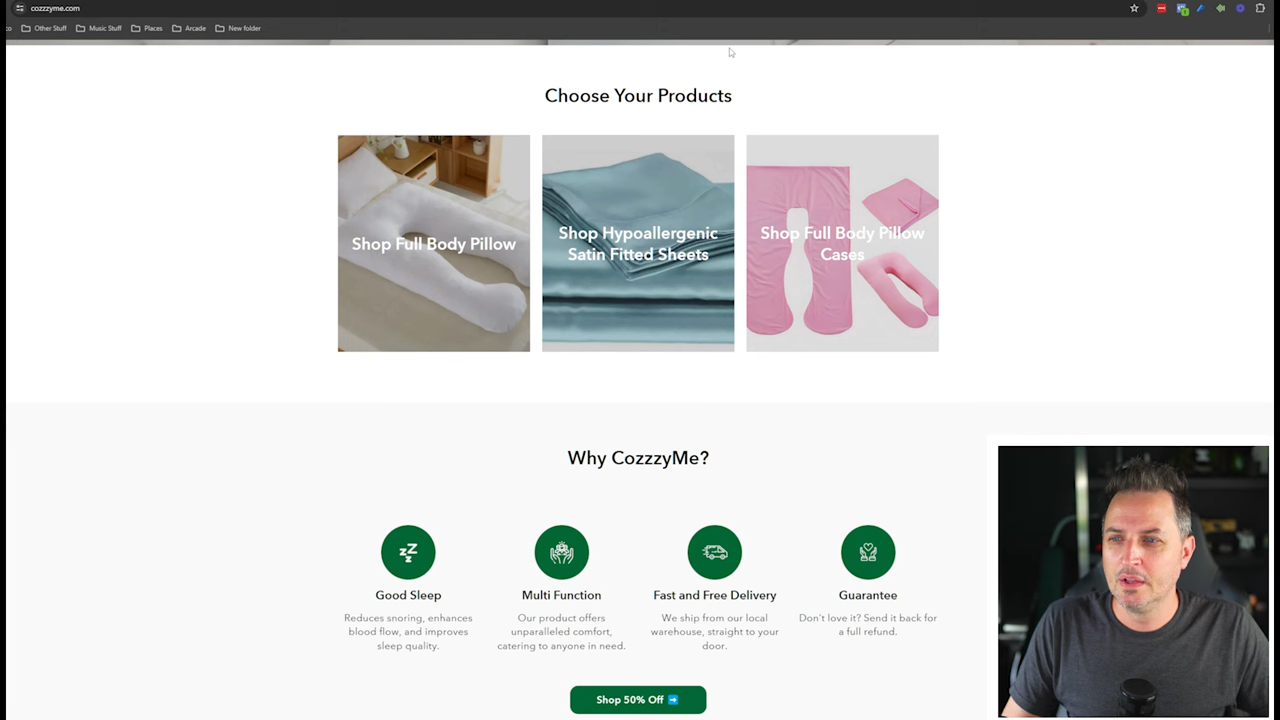 cozzzyme.com
Other Stuff Music Stuff Places Arcade New folder
Choose Your Products
Shop Full Body Pillow
Shop Hypoallergenic
Satin Fitted Sheets
Shop Full Body Pillow
Cases
Why CozzzyMe?
Good Sleep
Reduces snoring, enhances
blood flow, and improves
sleep quality.
Multi Function
Our product offers
unparalleled comfort,
catering to anyone in need.
Fast and Free Delivery
We ship from our local
warehouse, straight to your
door.
Guarantee
Don't love it? Send it back for
a full refund.
Shop 50% Off ➡️